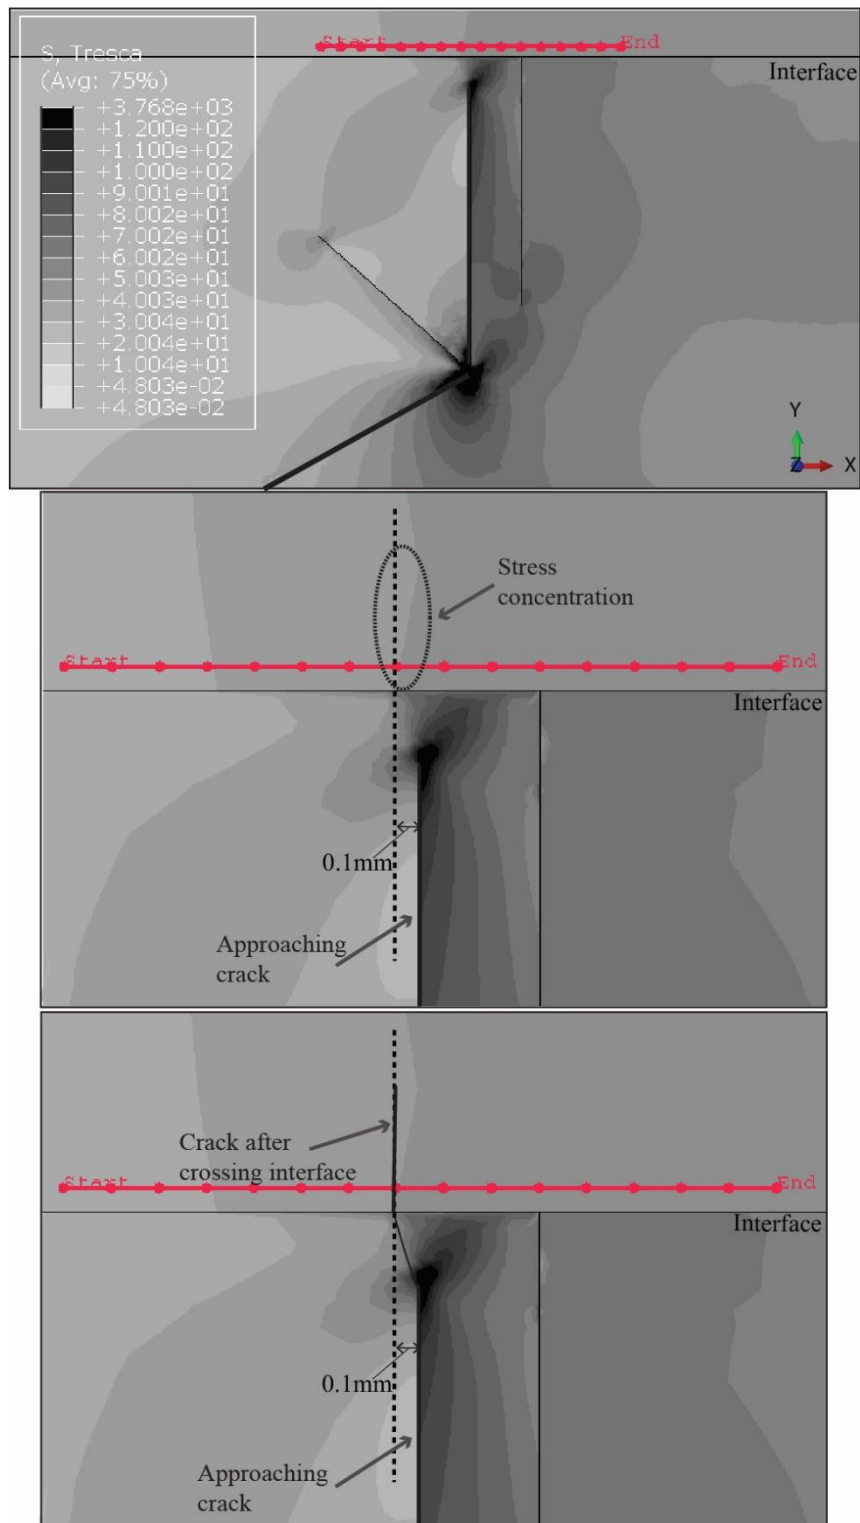 S, Tresca
(Avg: 75%)
+3.768e+03
+1.200e+02
+1.100e+02
+1.000e+02
+9.001e+01
+8.002e+01
+7.002e+01
+6.002e+01
+5.003e+01
+4.003e+01
+3.004e+01
+2.004e+01
+1.004e+01
+4.803e-02
+4.803e-02
Start
End
Interface
Y
Z
X
Stress
concentration
Start
End
Interface
0.1mm
Approaching
crack
Crack after
crossing interface
Start
End
Interface
0.1mm
Approaching
crack